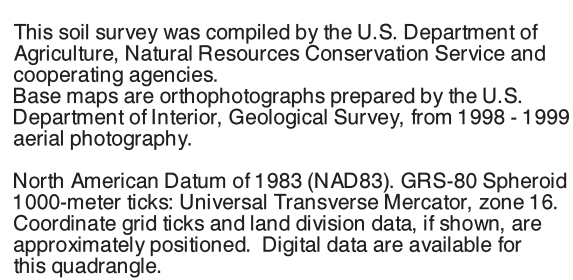 This soil survey was compiled by the U.S. Department of
Agriculture, Natural Resources Conservation Service and
cooperating agencies.
Base maps are orthophotographs prepared by the U.S.
Department of Interior, Geological Survey, from 1998 - 1999
aerial photography.

North American Datum of 1983 (NAD83). GRS-80 Spheroid
1000-meter ticks: Universal Transverse Mercator, zone 16.
Coordinate grid ticks and land division data, if shown, are
approximately positioned.  Digital data are available for
this quadrangle.